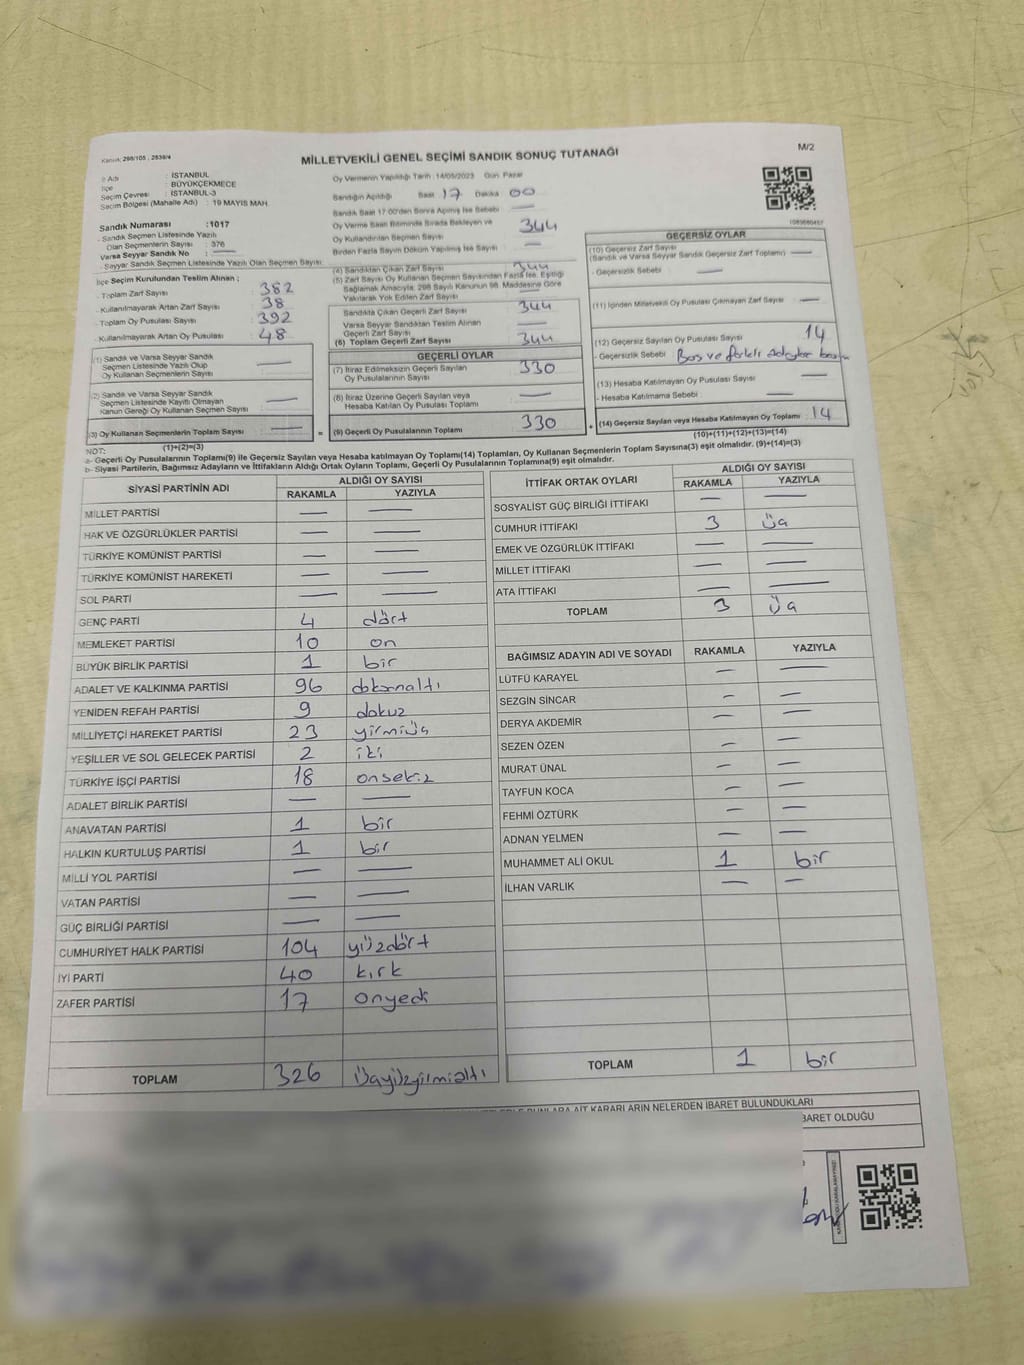 Kanun: 298/105 , 2839/4
MİLLETVEKİLİ GENEL SEÇİMİ SANDIK SONUÇ TUTANAĞI
M/2
İl Adı : İSTANBUL
İlçe : BÜYÜKÇEKMECE
Seçim Çevresi : İSTANBUL-3
Seçim Bölgesi (Mahalle Adı) : 19 MAYIS MAH.
Sandık Numarası :1017
- Sandık Seçmen Listesinde Yazılı
Olan Seçmenlerin Sayısı : 376
Varsa Seyyar Sandık No : —
- Seyyar Sandık Seçmen Listesinde Yazılı Olan Seçmen Sayısı:
İlçe Seçim Kurulundan Teslim Alınan ;
- Toplam Zarf Sayısı : 382
- Kullanılmayarak Artan Zarf Sayısı : 38
- Toplam Oy Pusulası Sayısı : 392
- Kullanılmayarak Artan Oy Pusulası : 48
(1) Sandık ve Varsa Seyyar Sandık
Seçmen Listesinde Yazılı Olup
Oy Kullanan Seçmenlerin Sayısı —
(2) Sandık ve Varsa Seyyar Sandık
Seçmen Listesinde Kayıtlı Olmayan
Kanun Gereği Oy Kullanan Seçmen Sayısı —
(3) Oy Kullanan Seçmenlerin Toplam Sayısı —
(1)+(2)=(3)
Oy Vermenin Yapıldığı Tarih : 14/05/2023 Gün: Pazar
Sandığın Açıldığı Saat 17 Dakika 00
Sandık Saat 17:00'den Sonra Açılmış İse Sebebi —
Oy Verme Saati Bitiminde Sırada Bekleyen ve
Oy Kullandırılan Seçmen Sayısı 344
Birden Fazla Sayım Döküm Yapılmış İse Sayısı —
(4) Sandıktan Çıkan Zarf Sayısı 344
(5) Zarf Sayısı Oy Kullanan Seçmen Sayısından Fazla İse, Eşitliği
Sağlamak Amacıyla, 298 Sayılı Kanunun 98. Maddesine Göre
Yakılarak Yok Edilen Zarf Sayısı —
Sandıkta Çıkan Geçerli Zarf Sayısı 344
Varsa Seyyar Sandıktan Teslim Alınan
Geçerli Zarf Sayısı —
(6) Toplam Geçerli Zarf Sayısı 344
GEÇERLİ OYLAR
(7) İtiraz Edilmeksizin Geçerli Sayılan
Oy Pusulalarının Sayısı 330
(8) İtiraz Üzerine Geçerli Sayılan veya
Hesaba Katılan Oy Pusulası Toplamı —
= (9) Geçerli Oy Pusulalarının Toplamı 330
1083680457
GEÇERSİZ OYLAR
(10) Geçersiz Zarf Sayısı
(Sandık ve Varsa Seyyar Sandık Geçersiz Zarf Toplamı) —
- Geçersizlik Sebebi : —
(11) İçinden Milletvekili Oy Pusulası Çıkmayan Zarf Sayısı —
(12) Geçersiz Sayılan Oy Pusulası Sayısı 14
- Geçersizlik Sebebi Boş ve farklı
(13) Hesaba Katılmayan Oy Pusulası Sayısı —
- Hesaba Katılmama Sebebi —
+ (14) Geçersiz Sayılan veya Hesaba Katılmayan Oy Toplamı : 14
(10)+(11)+(12)+(13)=(14)
NOT:
a- Geçerli Oy Pusulalarının Toplamı(9) ile Geçersiz Sayılan veya Hesaba katılmayan Oy Toplamı(14) Toplamları, Oy Kullanan Seçmenlerin Toplam Sayısına(3) eşit olmalıdır. (9)+(14)=(3)
b- Siyasi Partilerin, Bağımsız Adayların ve İttifakların Aldığı Ortak Oyların Toplamı, Geçerli Oy Pusulalarının Toplamına(9) eşit olmalıdır.
SİYASİ PARTİNİN ADI ALDIĞI OY SAYISI
RAKAMLA YAZIYLA
MİLLET PARTİSİ — —
HAK VE ÖZGÜRLÜKLER PARTİSİ — —
TÜRKİYE KOMÜNİST PARTİSİ — —
TÜRKİYE KOMÜNİST HAREKETİ — —
SOL PARTİ — —
GENÇ PARTİ 4 dört
MEMLEKET PARTİSİ 10 on
BÜYÜK BİRLİK PARTİSİ 1 bir
ADALET VE KALKINMA PARTİSİ 96 doksanaltı
YENİDEN REFAH PARTİSİ 9 dokuz
MİLLİYETÇİ HAREKET PARTİSİ 23 yirmiüç
YEŞİLLER VE SOL GELECEK PARTİSİ 2 iki
TÜRKİYE İŞÇİ PARTİSİ 18 onsekiz
ADALET BİRLİK PARTİSİ — —
ANAVATAN PARTİSİ 1 bir
HALKIN KURTULUŞ PARTİSİ 1 bir
MİLLİ YOL PARTİSİ — —
VATAN PARTİSİ — —
GÜÇ BİRLİĞİ PARTİSİ — —
CUMHURİYET HALK PARTİSİ 104 yüzdört
İYİ PARTİ 40 kırk
ZAFER PARTİSİ 17 onyedi
TOPLAM 326 üçyüzyirmialtı
İTTİFAK ORTAK OYLARI ALDIĞI OY SAYISI
RAKAMLA YAZIYLA
SOSYALİST GÜÇ BİRLİĞİ İTTİFAKI — —
CUMHUR İTTİFAKI 3 üç
EMEK VE ÖZGÜRLÜK İTTİFAKI — —
MİLLET İTTİFAKI — —
ATA İTTİFAKI — —
TOPLAM 3 üç
BAĞIMSIZ ADAYIN ADI VE SOYADI RAKAMLA YAZIYLA
LÜTFÜ KARAYEL — —
SEZGİN SİNCAR — —
DERYA AKDEMİR — —
SEZEN ÖZEN — —
MURAT ÜNAL — —
TAYFUN KOCA — —
FEHMİ ÖZTÜRK — —
ADNAN YELMEN — —
MUHAMMET ALİ OKUL 1 bir
İLHAN VARLIK — —
TOPLAM 1 bir
BUNLARA AİT KARARLARIN NELERDEN İBARET BULUNDUKLARI
İBARET OLDUĞU